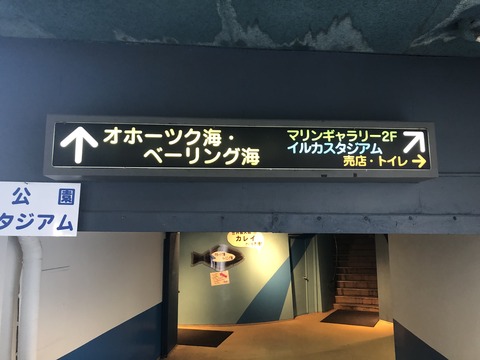 オホーツク海・
ベーリング海
マリンギャラリー2F
イルカスタジアム
売店・トイレ
公園
タジアム
カレイ